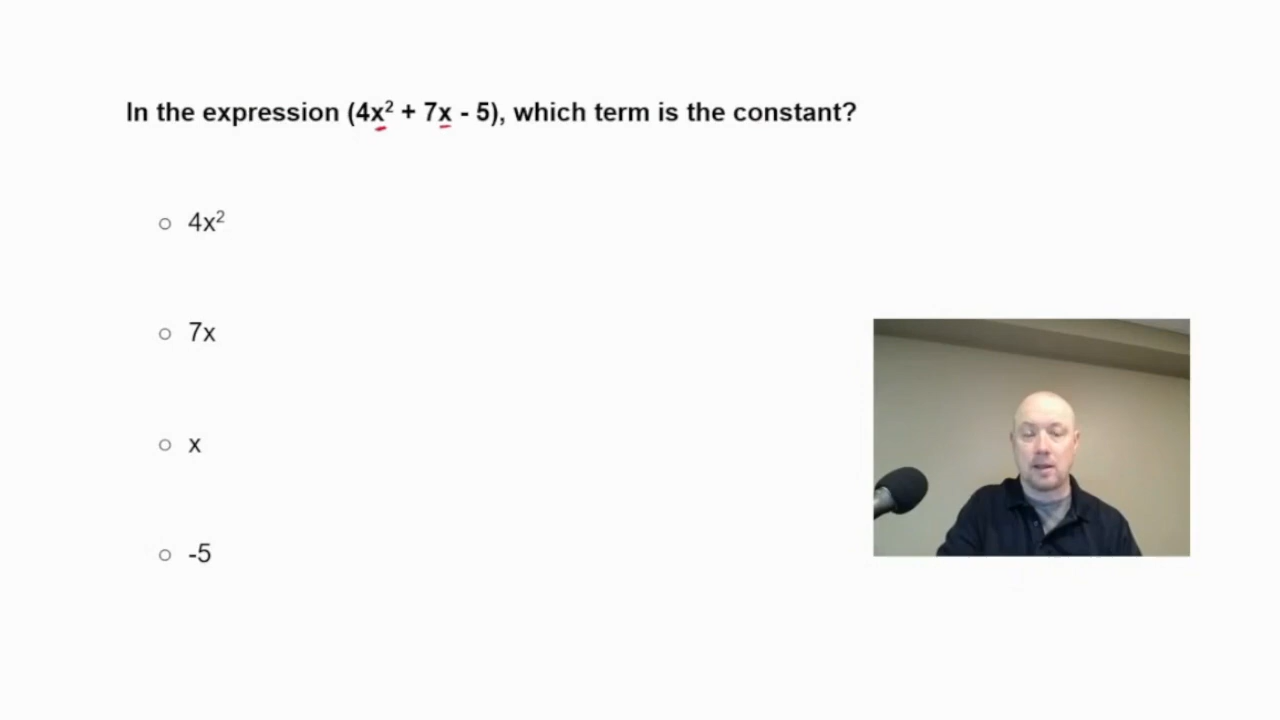 In the expression (4x² + 7x - 5), which term is the constant?
4x²
7x
x
-5